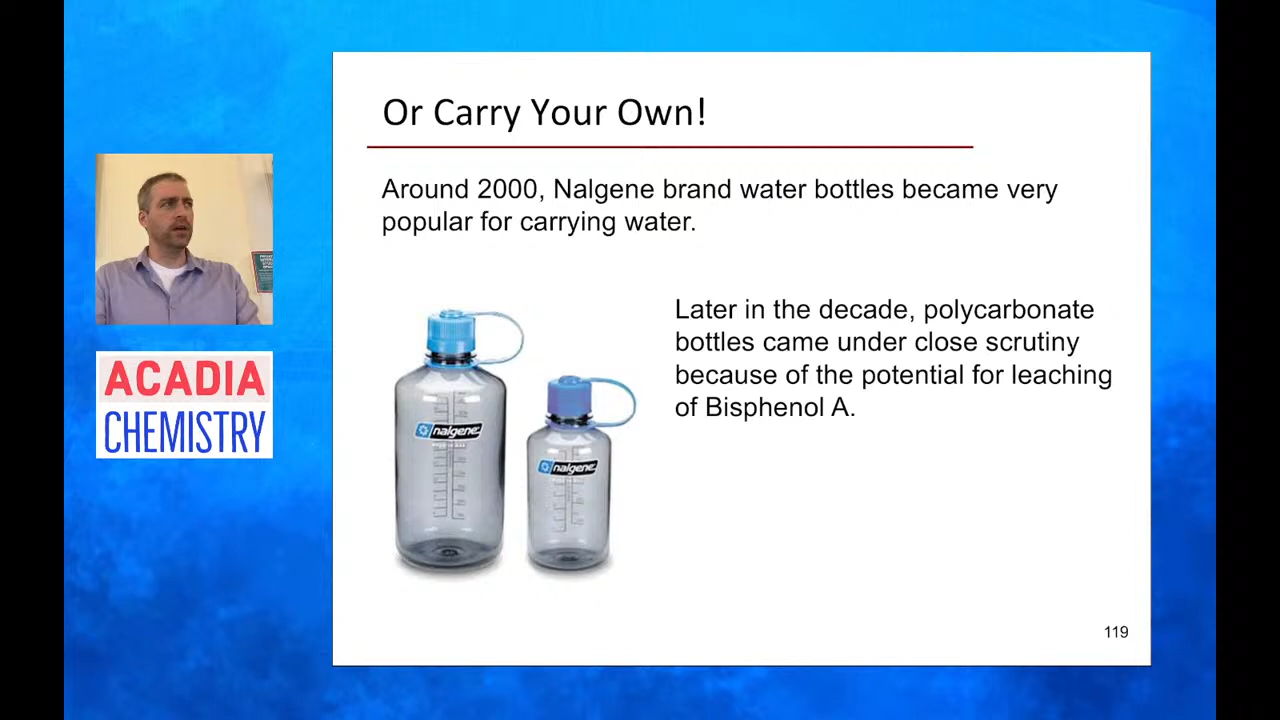 Or Carry Your Own!
Around 2000, Nalgene brand water bottles became very
popular for carrying water.
Later in the decade, polycarbonate
bottles came under close scrutiny
because of the potential for leaching
of Bisphenol A.
nalgene
nalgene
ACADIA
CHEMISTRY
119